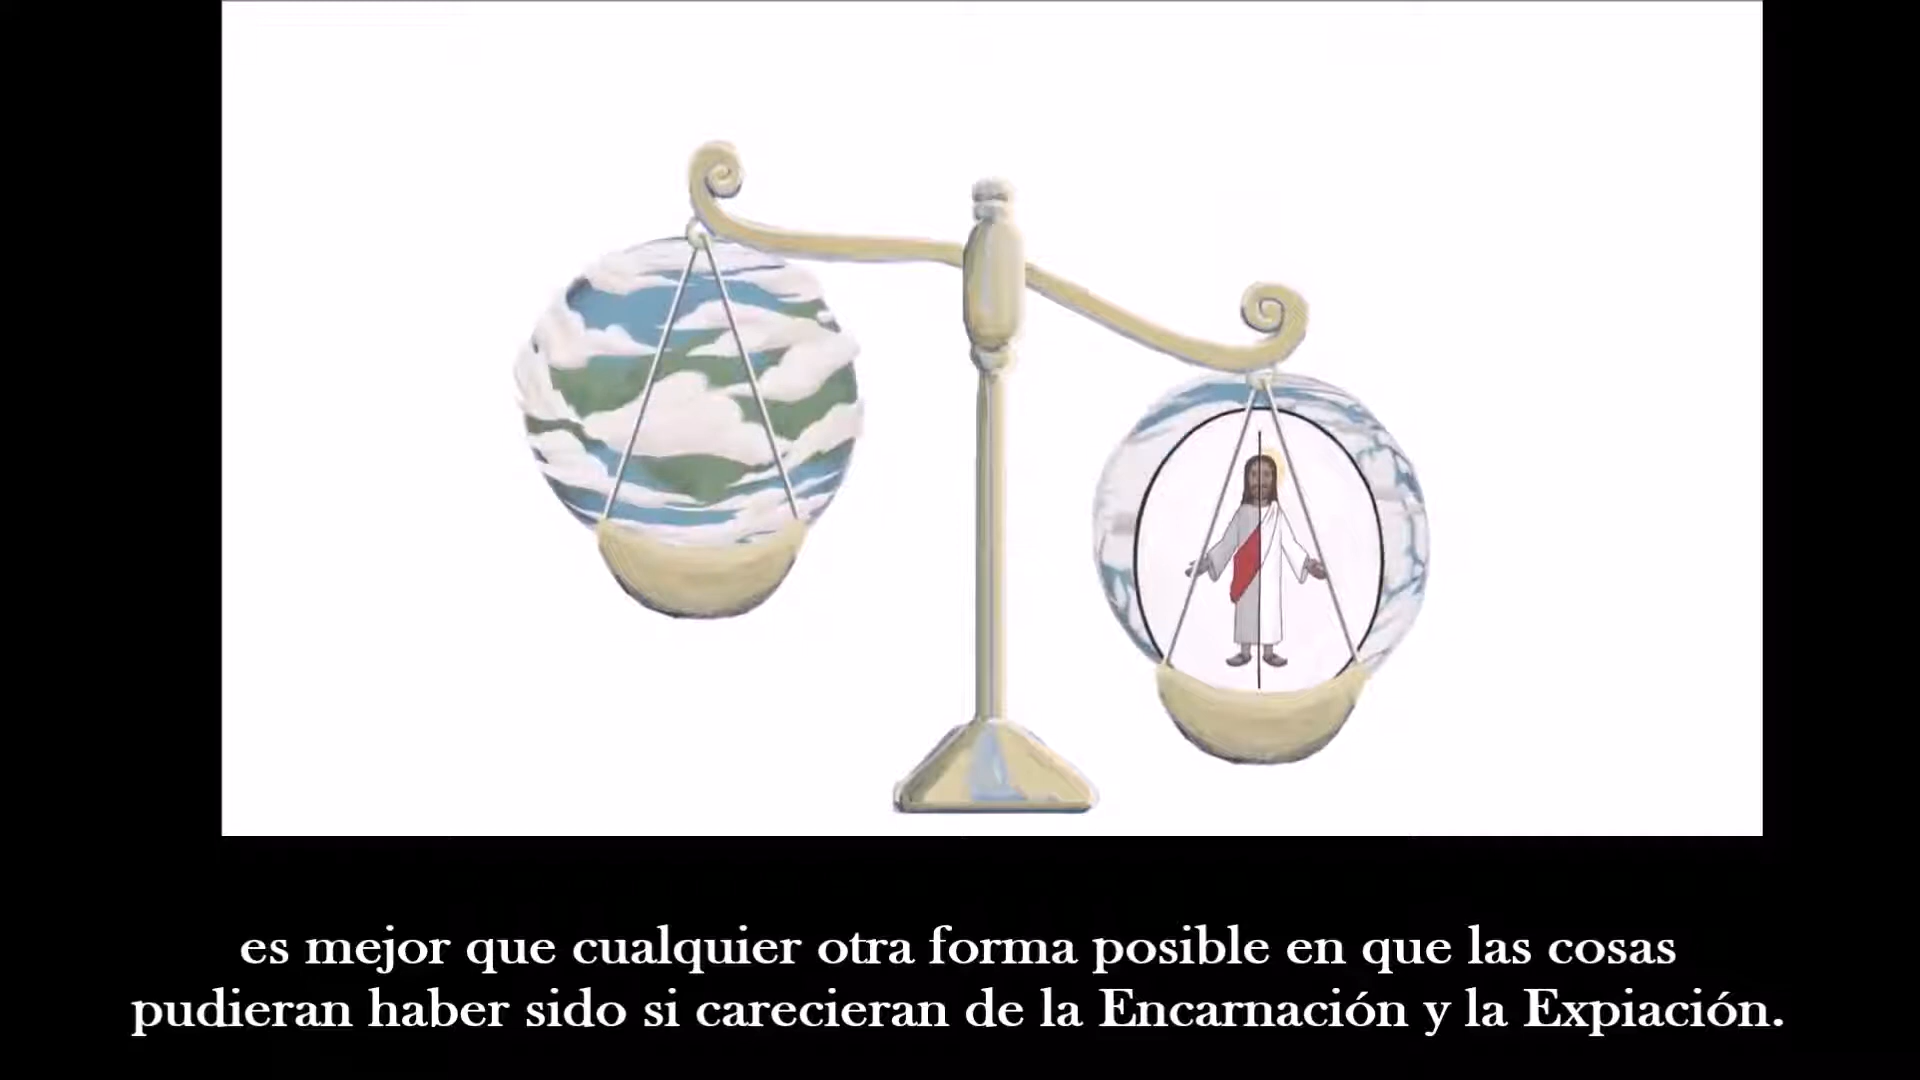 es mejor que cualquier otra forma posible en que las cosas
pudieran haber sido si carecieran de la Encarnación y la Expiación.